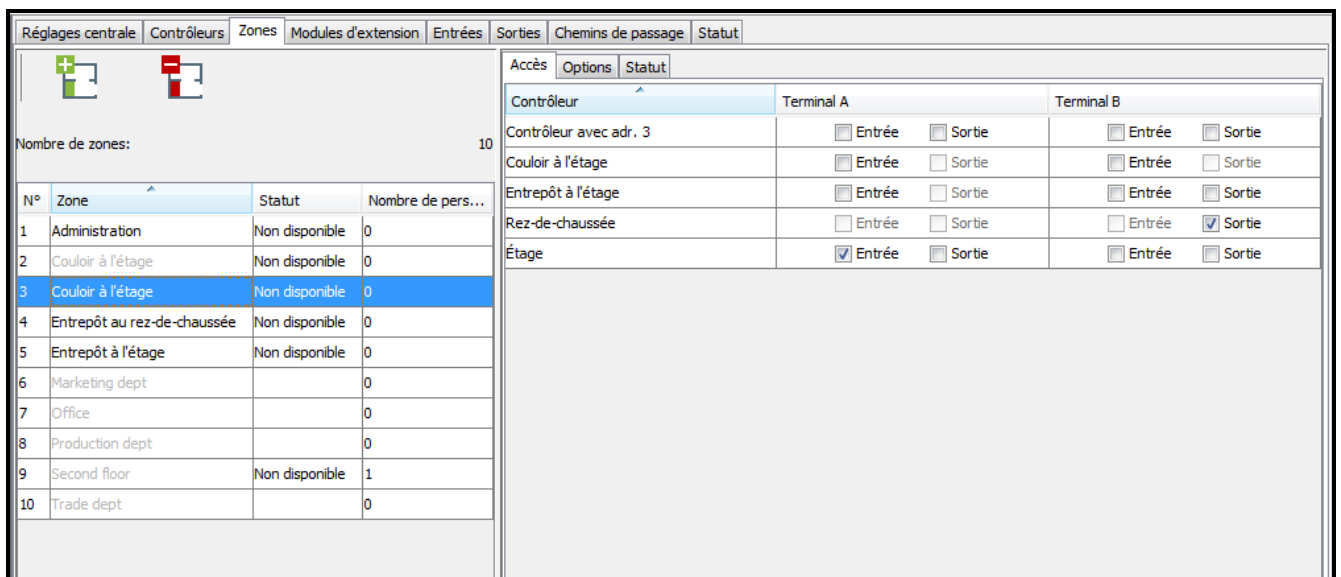 Réglages centrale Contrôleurs Zones Modules d'extension Entrées Sorties Chemins de passage Statut
Nombre de zones: 10
N° Zone Statut Nombre de pers...
1 Administration Non disponible 0
2 Couloir à l'étage Non disponible 0
3 Couloir à l'étage Non disponible 0
4 Entrepôt au rez-de-chaussée Non disponible 0
5 Entrepôt à l'étage Non disponible 0
6 Marketing dept 0
7 Office 0
8 Production dept 0
9 Second floor Non disponible 1
10 Trade dept 0
Accès Options Statut
Contrôleur Terminal A Terminal B
Contrôleur avec adr. 3 Entrée Sortie Entrée Sortie
Couloir à l'étage Entrée Sortie Entrée Sortie
Entrepôt à l'étage Entrée Sortie Entrée Sortie
Rez-de-chaussée Entrée Sortie Entrée Sortie
Étage Entrée Sortie Entrée Sortie